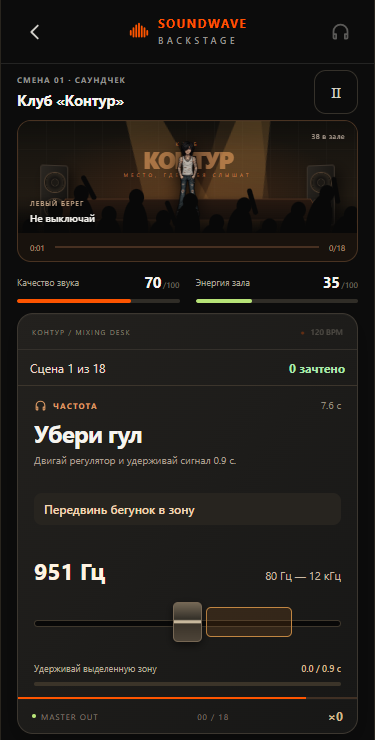 SOUNDWAVE
BACKSTAGE
СМЕНА 01 · САУНДЧЕК
Клуб «Контур»
II
38 в зале
МЕСТО, ГДЕ
СЛЫШАТ
ЛЕВЫЙ БЕРЕГ
Не выключай
0:01
0/18
Качество звука
70/100
Энергия зала
35/100
КОНТУР / MIXING DESK
120 BPM
Сцена 1 из 18
0 зачтено
ЧАСТОТА
7.6 с
Убери гул
Двигай регулятор и удерживай сигнал 0.9 с.
Передвинь бегунок в зону
951 Гц
80 Гц — 12 кГц
Удерживай выделенную зону
0.0 / 0.9 с
MASTER OUT
00 / 18
×0